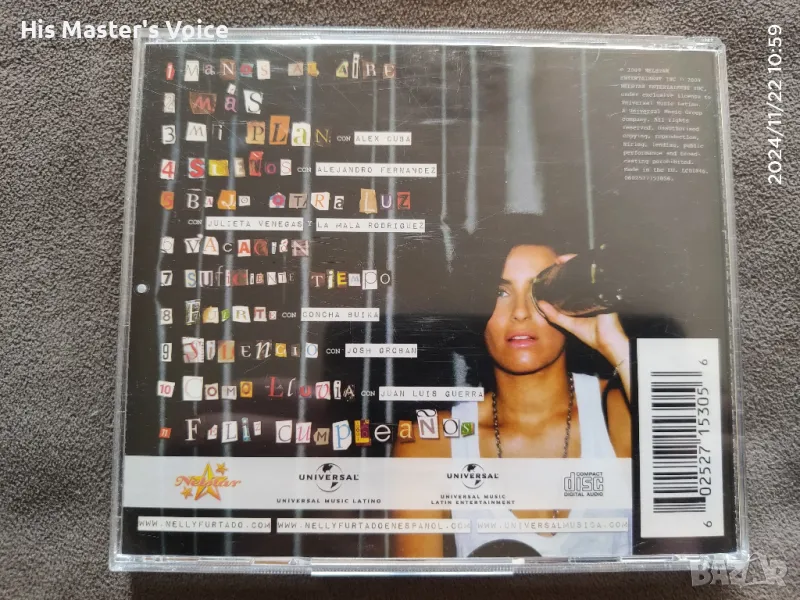 His Master's Voice
2024/11/22 10:59
1 MANOS AL AIRE
2 MÁS
3 MI PLAN CON ALEX CUBA
4 SUEÑOS CON ALEJANDRO FERNANDEZ
5 BAJO OTRA LUZ
CON JULIETA VENEGAS Y LA MALA RODRIGUEZ
6 VACACIÓN
7 SUFICIENTE TIEMPO
8 FUERTE CON CONCHA BUIKA
9 SILENCIO CON JOSH GROBAN
10 COMO LLUVIA CON JUAN LUIS GUERRA
11 FELIZ CUMPLEAÑOS
Nelstar
UNIVERSAL
UNIVERSAL MUSIC LATINO
UNIVERSAL
UNIVERSAL MUSIC
LATIN ENTERTAINMENT
COMPACT
disc
DIGITAL AUDIO
WWW.NELLYFURTADO.COM
WWW.NELLYFURTADOENESPANOL.COM
WWW.UNIVERSALMUSICA.COM
6 02527 15305 6
BAZAR